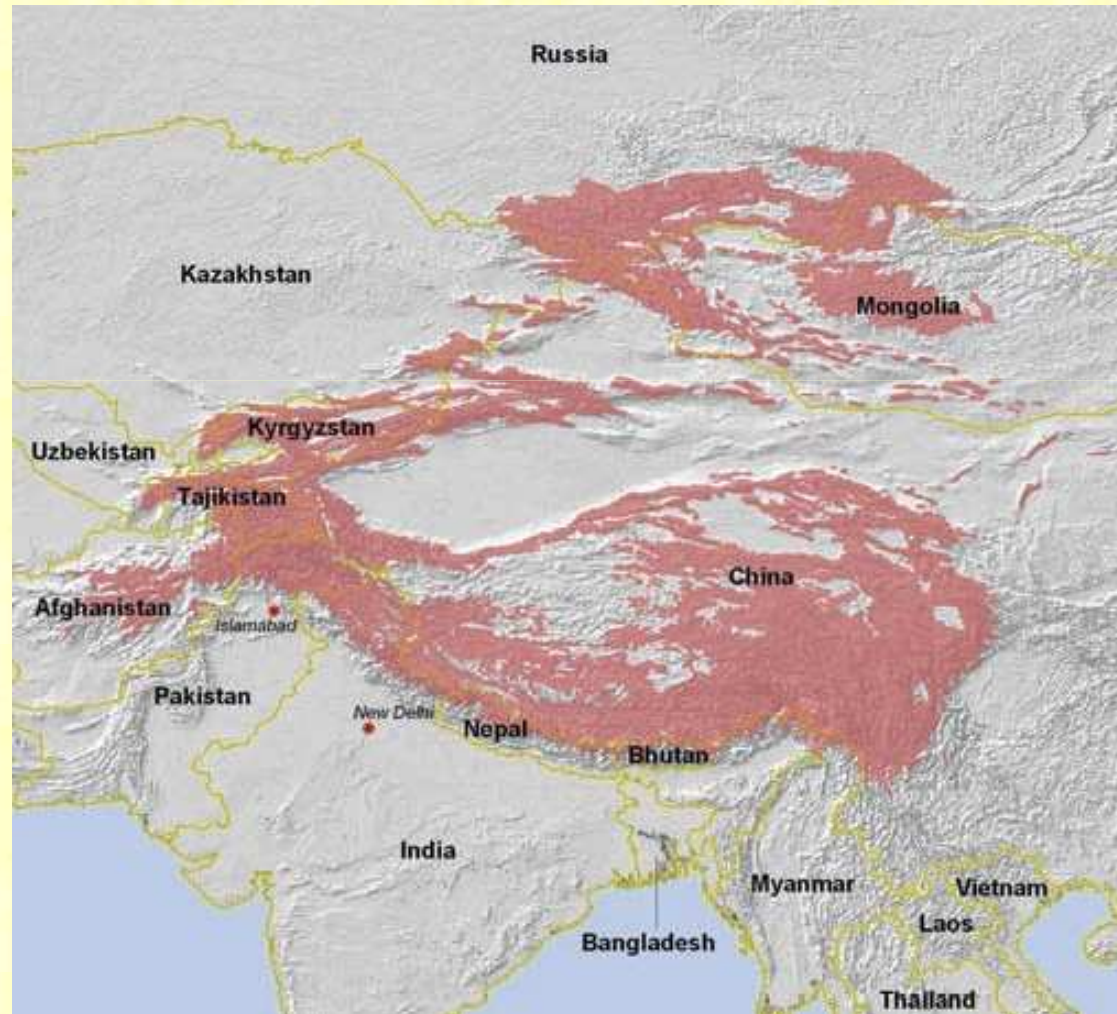 Russia
Kazakhstan
Mongolia
Kyrgyzstan
Uzbekistan
Tajikistan
China
Afghanistan
Islamabad
Pakistan
New Delhi
Nepal
Bhutan
India
Myanmar
Vietnam
Laos
Bangladesh
Thailand